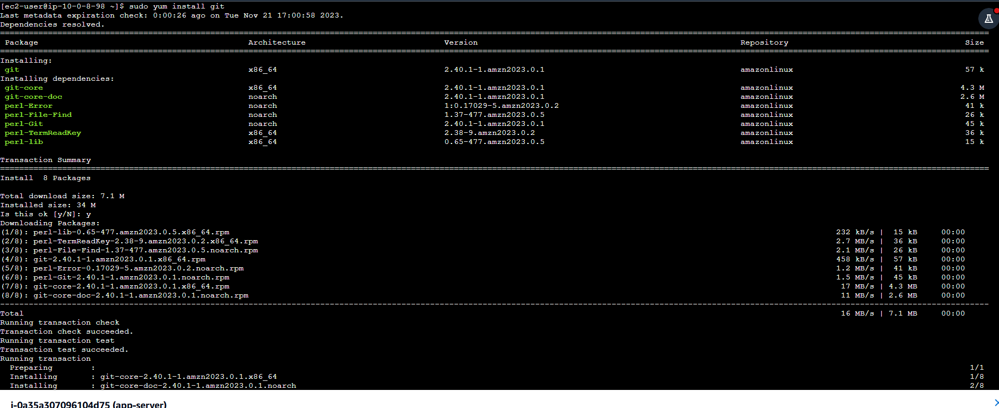 [ec2-user@ip-10-0-8-98 ~]$ sudo yum install git
Last metadata expiration check: 0:00:26 ago on Tue Nov 21 17:00:58 2023.
Dependencies resolved.
Package Architecture Version Repository Size
Installing:
git x86_64 2.40.1-1.amzn2023.0.1 amazonlinux 57 k
Installing dependencies:
git-core x86_64 2.40.1-1.amzn2023.0.1 amazonlinux 4.3 M
git-core-doc noarch 2.40.1-1.amzn2023.0.1 amazonlinux 2.6 M
perl-Error noarch 1:0.17029-5.amzn2023.0.2 amazonlinux 41 k
perl-File-Find noarch 1.37-477.amzn2023.0.5 amazonlinux 26 k
perl-Git noarch 2.40.1-1.amzn2023.0.1 amazonlinux 45 k
perl-TermReadKey x86_64 2.38-9.amzn2023.0.2 amazonlinux 36 k
perl-lib x86_64 0.65-477.amzn2023.0.5 amazonlinux 15 k
Transaction Summary
Install 8 Packages
Total download size: 7.1 M
Installed size: 34 M
Is this ok [y/N]: y
Downloading Packages:
(1/8): perl-lib-0.65-477.amzn2023.0.5.x86_64.rpm 232 kB/s | 15 kB 00:00
(2/8): perl-TermReadKey-2.38-9.amzn2023.0.2.x86_64.rpm 2.7 MB/s | 36 kB 00:00
(3/8): perl-File-Find-1.37-477.amzn2023.0.5.noarch.rpm 2.1 MB/s | 26 kB 00:00
(4/8): git-2.40.1-1.amzn2023.0.1.x86_64.rpm 458 kB/s | 57 kB 00:00
(5/8): perl-Error-0.17029-5.amzn2023.0.2.noarch.rpm 1.2 MB/s | 41 kB 00:00
(6/8): perl-Git-2.40.1-1.amzn2023.0.1.noarch.rpm 1.5 MB/s | 45 kB 00:00
(7/8): git-core-2.40.1-1.amzn2023.0.1.x86_64.rpm 17 MB/s | 4.3 MB 00:00
(8/8): git-core-doc-2.40.1-1.amzn2023.0.1.noarch.rpm 11 MB/s | 2.6 MB 00:00
Total 16 MB/s | 7.1 MB 00:00
Running transaction check
Transaction check succeeded.
Running transaction test
Transaction test succeeded.
Running transaction
Preparing : 1/1
Installing : git-core-2.40.1-1.amzn2023.0.1.x86_64 1/8
Installing : git-core-doc-2.40.1-1.amzn2023.0.1.noarch 2/8
i-0a35a307096104d75 (app-server)